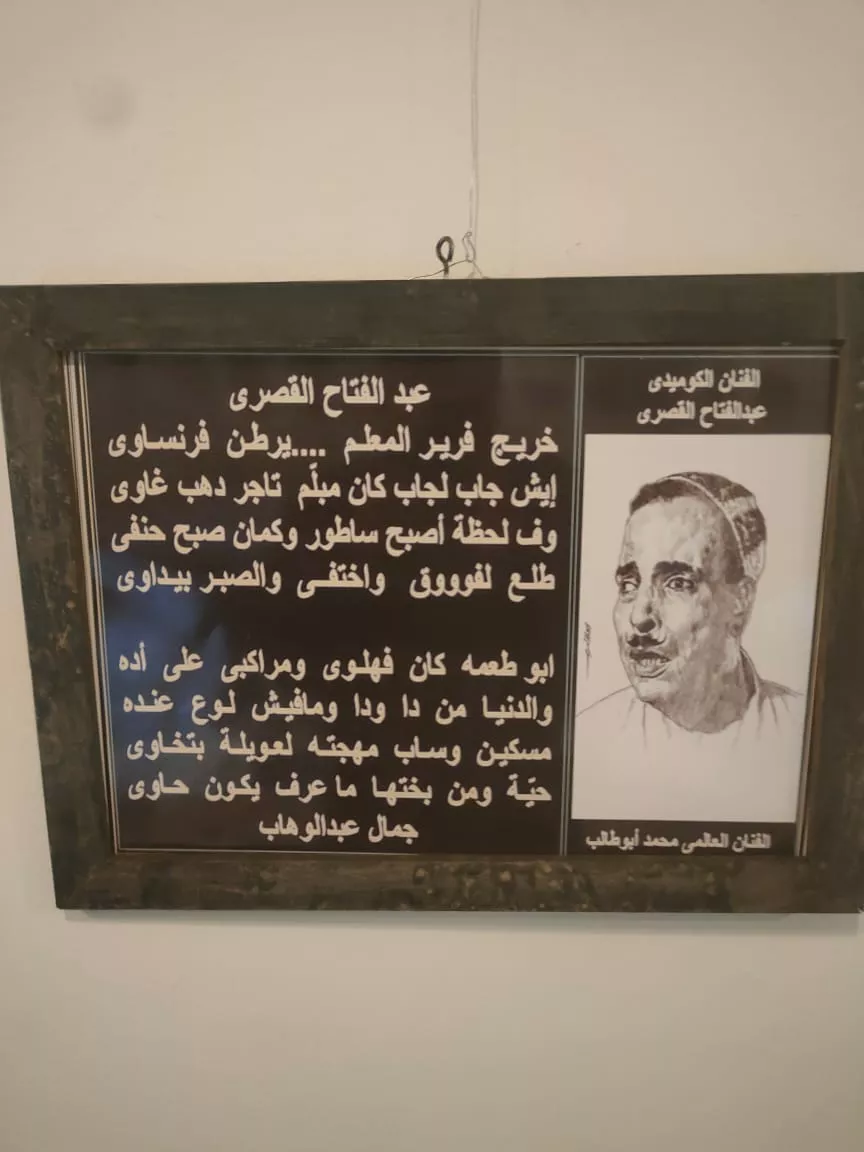 عبد الفتاح القصرى
خريج فرير المعلم ....يرطن فرنساوى
إيش جاب لجاب كان مبلّم تاجر دهب غاوى
وف لحظة أصبح ساطور وكمان صبح حنفى
طلع لفوووق واختفى والصبر بيداوى
ابو طعمه كان فهلوى ومراكبى على أده
والدنيا من دا ودا ومافيش لوع عنده
مسكين وساب مهجته لعويلة بتخاوى
حيّة ومن بختها ماعرف يكون حاوى
جمال عبدالوهاب
الفنان الكوميدى
عبدالفتاح القصرى
الفنان العالمى محمد أبوطالب